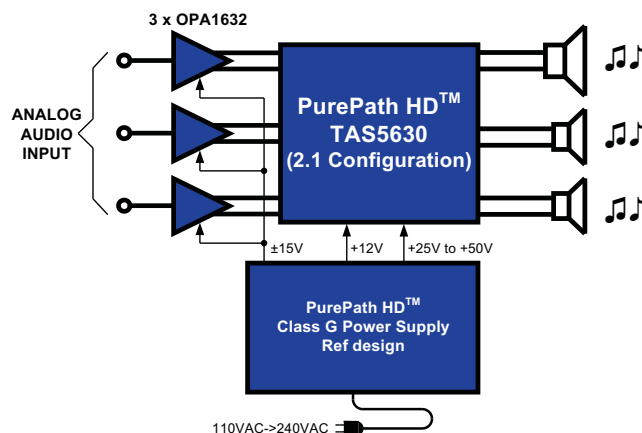 3 x OPA1632
ANALOG
AUDIO
INPUT
PurePath HD™
TAS5630
(2.1 Configuration)
±15V
+12V
+25V to +50V
PurePath HD™
Class G Power Supply
Ref design
110VAC->240VAC